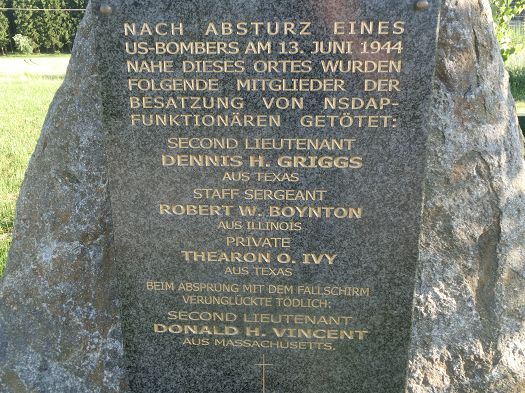 NACH ABSTURZ EINES
US-BOMBERS AM 13. JUNI 1944
NAHE DIESES ORTES WURDEN
FOLGENDE MITGLIEDER DER
BESATZUNG VON NSDAP-
FUNKTIONÄREN GETÖTET:
SECOND LIEUTENANT
DENNIS H. GRIGGS
AUS TEXAS
STAFF SERGEANT
ROBERT W. BOYNTON
AUS ILLINOIS
PRIVATE
THEARON O. IVY
AUS TEXAS
BEIM ABSPRUNG MIT DEM FALLSCHIRM
VERUNGLÜCKTE TÖDLICH:
SECOND LIEUTENANT
DONALD H. VINCENT
AUS MASSACHUSETTS.